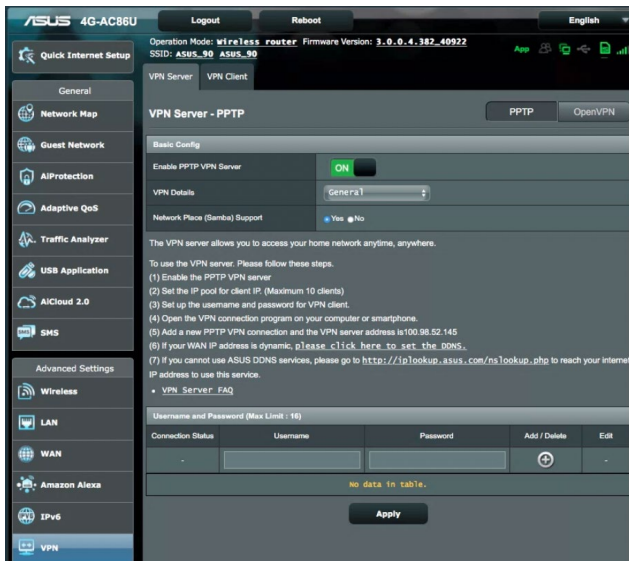 ASUS 4G-AC86U Logout Reboot English
Operation Mode: Wireless router Firmware Version: 3.0.0.4.382_40922
SSID: ASUS_90 ASUS_90
App
Quick Internet Setup
General
Network Map
Guest Network
AiProtection
Adaptive QoS
Traffic Analyzer
USB Application
AiCloud 2.0
SMS
SMS
Advanced Settings
Wireless
LAN
WAN
Amazon Alexa
IPv6
VPN
VPN Server VPN Client
VPN Server - PPTP PPTP OpenVPN
Basic Config
Enable PPTP VPN Server ON
VPN Details General
Network Place (Samba) Support Yes No
The VPN server allows you to access your home network anytime, anywhere.
To use the VPN server. Please follow these steps.
(1) Enable the PPTP VPN server
(2) Set the IP pool for client IP. (Maximum 10 clients)
(3) Set up the username and password for VPN client.
(4) Open the VPN connection program on your computer or smartphone.
(5) Add a new PPTP VPN connection and the VPN server address is100.98.52.145
(6) If your WAN IP address is dynamic, please click here to set the DDNS.
(7) If you cannot use ASUS DDNS services, please go to http://iplookup.asus.com/nslookup.php to reach your internet
IP address to use this service.
• VPN Server FAQ
Username and Password (Max Limit : 16)
Connection Status Username Password Add / Delete Edit
- -
No data in table.
Apply